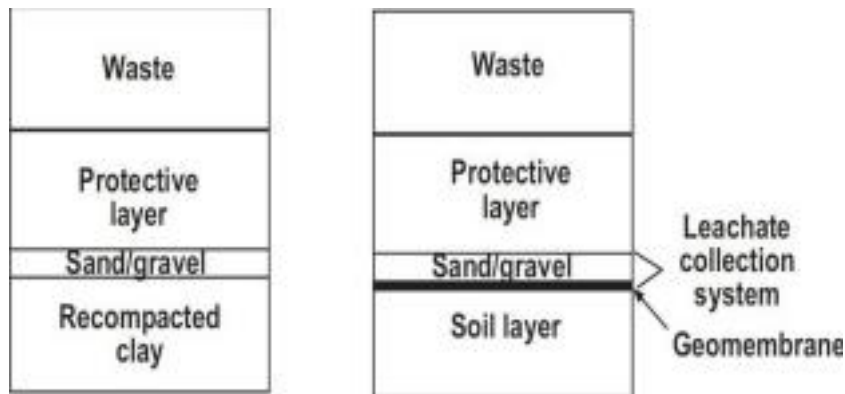 Waste
Protective
layer
Sand/gravel
Recompacted
clay
Waste
Protective
layer
Sand/gravel
Soil layer
Leachate
collection
system
Geomembrane